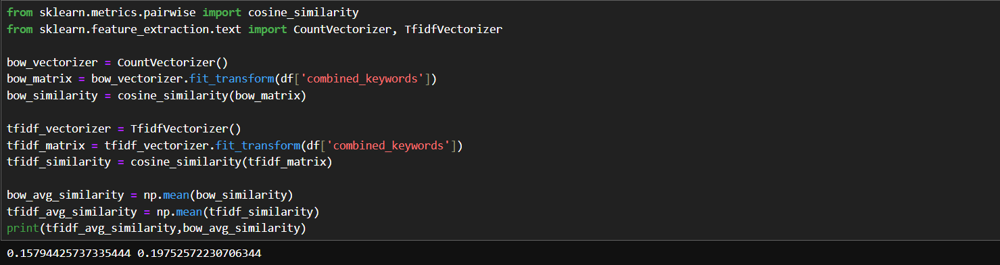 from sklearn.metrics.pairwise import cosine_similarity
from sklearn.feature_extraction.text import CountVectorizer, TfidfVectorizer
bow_vectorizer = CountVectorizer()
bow_matrix = bow_vectorizer.fit_transform(df['combined_keywords'])
bow_similarity = cosine_similarity(bow_matrix)
tfidf_vectorizer = TfidfVectorizer()
tfidf_matrix = tfidf_vectorizer.fit_transform(df['combined_keywords'])
tfidf_similarity = cosine_similarity(tfidf_matrix)
bow_avg_similarity = np.mean(bow_similarity)
tfidf_avg_similarity = np.mean(tfidf_similarity)
print(tfidf_avg_similarity,bow_avg_similarity)
0.15794425737335444 0.19752572230706344